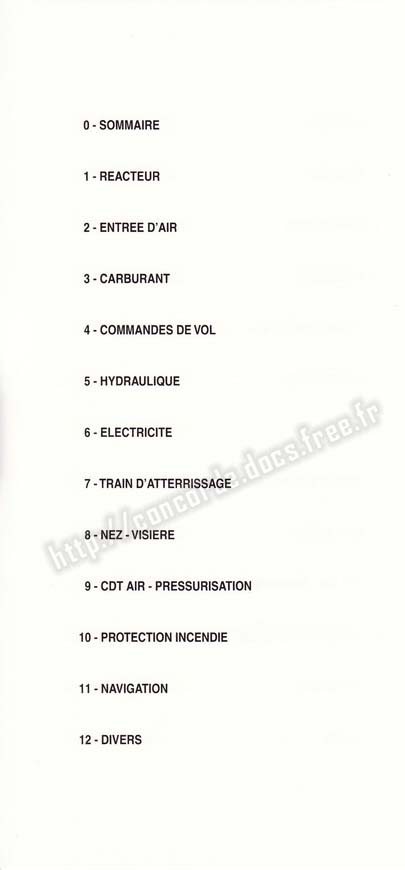 0 - SOMMAIRE
1 - REACTEUR
2 - ENTREE D'AIR
3 - CARBURANT
4 - COMMANDES DE VOL
5 - HYDRAULIQUE
6 - ELECTRICITE
7 - TRAIN D'ATTERRISSAGE
8 - NEZ - VISIERE
9 - CDT AIR - PRESSURISATION
10 - PROTECTION INCENDIE
11 - NAVIGATION
12 - DIVERS
http://concorde.docs.free.fr